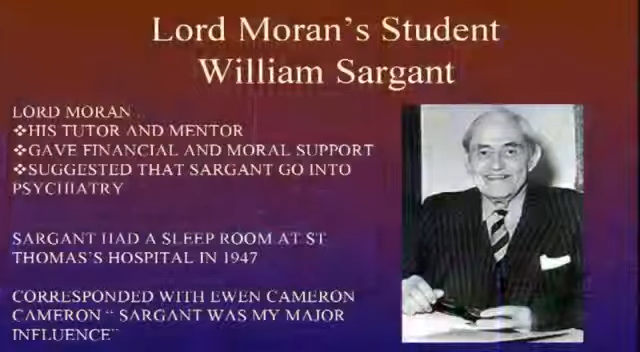 Lord Moran's Student
William Sargant
LORD MORAN
❖HIS TUTOR AND MENTOR
❖GAVE FINANCIAL AND MORAL SUPPORT
❖SUGGESTED THAT SARGANT GO INTO
PSYCHIATRY
SARGANT HAD A SLEEP ROOM AT ST
THOMAS'S HOSPITAL IN 1947
CORRESPONDED WITH EWEN CAMERON
CAMERON " SARGANT WAS MY MAJOR
INFLUENCE"